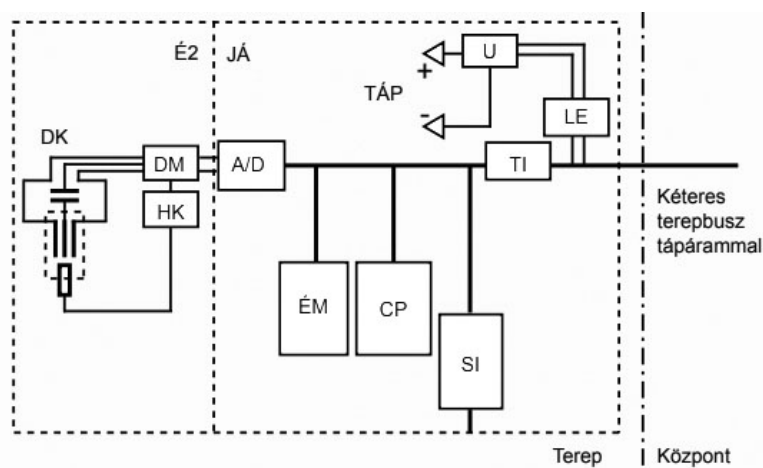 É2
JÁ
U
+
TÁP
-
LE
DK
DM
A/D
TI
HK
Kéteres
terepbusz
tápárammal
ÉM
CP
SI
Terep
Központ